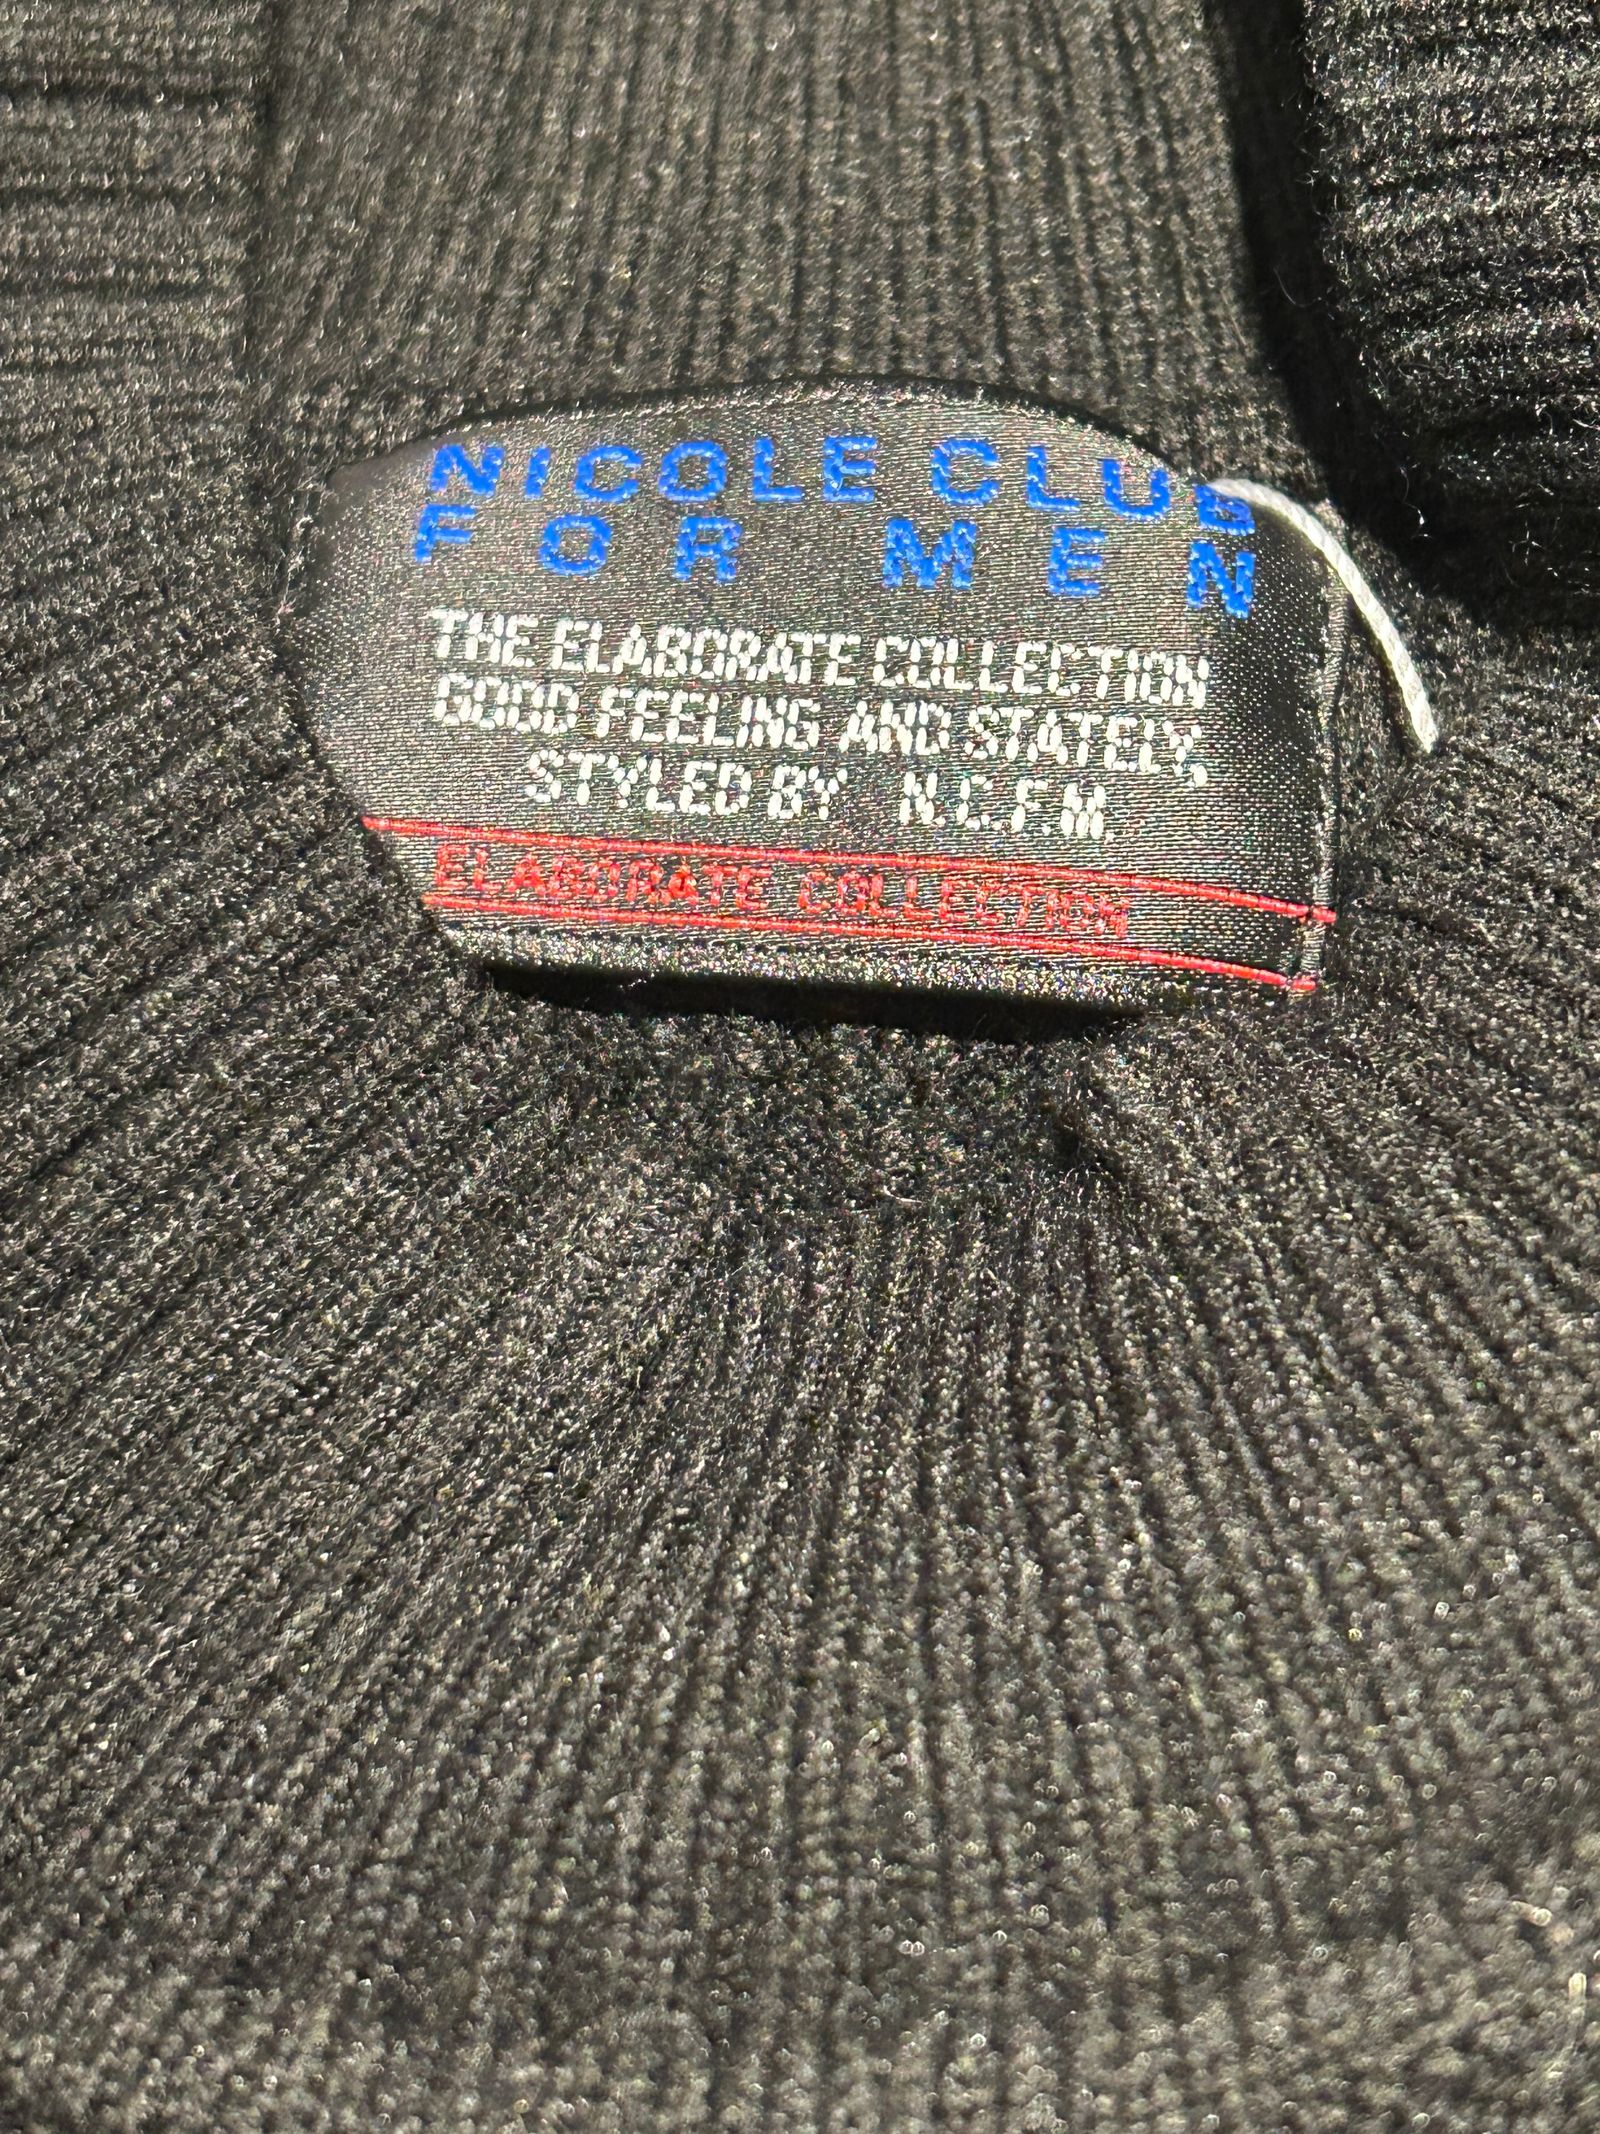 NICOLE CLUB
FOR MEN
THE ELABORATE COLLECTION
GOOD FEELING AND STATELY,
STYLED BY N.C.F.M.
ELABORATE COLLECTION